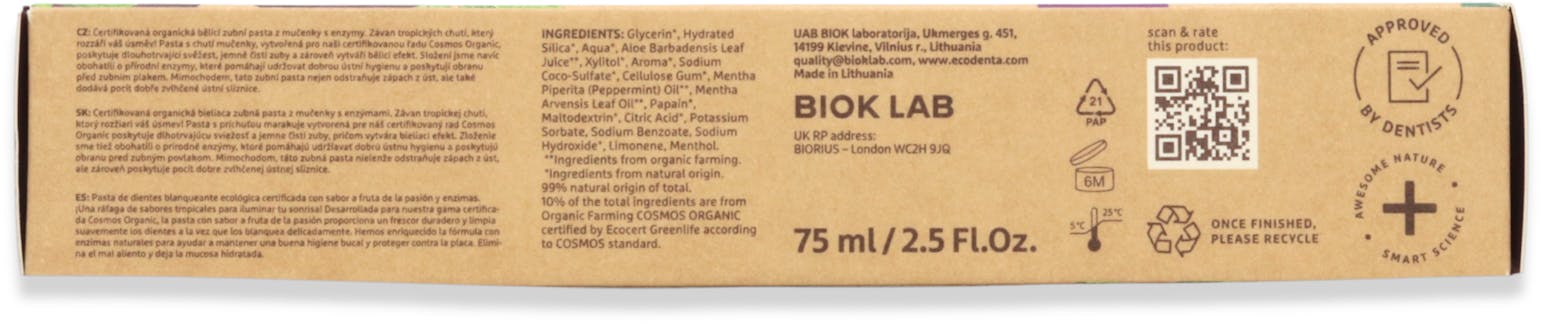 CZ: Certifikovaná organická bělící zubní pasta z mučenky s enzymy. Závan tropických chutí, který
rozzáří váš úsměv! Pasta s chutí mučenky, vytvořená pro naši certifikovanou řadu Cosmos Organic,
poskytuje dlouhotrvající svěžest, jemně čistí zuby a zároveň vytváří bělící efekt. Složení jsme navíc
obohatili o přírodní enzymy, které pomáhají udržovat dobrou ústní hygienu a poskytují obranu
před zubním plakem. Mimochodem, tato zubní pasta nejen odstraňuje zápach z úst, ale také
dodává pocit dobře zvlhčené ústní sliznice.
SK: Certifikovaná organická bieliaca zubná pasta z mučenky s enzýmami. Závan tropickej chuti,
ktorý rozžiari váš úsmev! Pasta s príchuťou marakuje vytvorená pre náš certifikovaný rad Cosmos
Organic poskytuje dlhotrvajúcu sviežosť a jemne čistí zuby, pričom vytvára bieliaci efekt. Zloženie
sme tiež obohatili o prírodné enzýmy, ktoré pomáhajú udržiavať dobrú ústnu hygienu a poskytujú
obranu pred zubným povlakom. Mimochodom, táto zubná pasta nielenže odstraňuje zápach z úst,
ale zároveň poskytuje pocit dobre zvlhčenej ústnej sliznice.
ES: Pasta de dientes blanqueante ecológica certificada con sabor a fruta de la pasión y enzimas.
¡Una ráfaga de sabores tropicales para iluminar tu sonrisa! Desarrollada para nuestra gama certifica-
da Cosmos Organic, la pasta con sabor a fruta de la pasión proporciona un frescor duradero y limpia
suavemente los dientes a la vez que los blanquea delicadamente. Hemos enriquecido la fórmula con
enzimas naturales para ayudar a mantener una buena higiene bucal y proteger contra la placa. Elimi-
na el mal aliento y deja la mucosa hidratada.
INGREDIENTS: Glycerin*, Hydrated
Silica*, Aqua*, Aloe Barbadensis Leaf
Juice**, Xylitol*, Aroma*, Sodium
Coco-Sulfate*, Cellulose Gum*, Mentha
Piperita (Peppermint) Oil**, Mentha
Arvensis Leaf Oil**, Papain*,
Maltodextrin*, Citric Acid*, Potassium
Sorbate, Sodium Benzoate, Sodium
Hydroxide*, Limonene, Menthol.
**Ingredients from organic farming.
*Ingredients from natural origin.
99% natural origin of total.
10% of the total ingredients are from
Organic Farming COSMOS ORGANIC
certified by Ecocert Greenlife according
to COSMOS standard.
UAB BIOK laboratorija, Ukmerges g. 451,
14199 Kievine, Vilnius r., Lithuania
quality@bioklab.com, www.ecodenta.com
Made in Lithuania
BIOK LAB
UK RP address:
BIORIUS – London WC2H 9JQ
75 ml / 2.5 Fl.Oz.
21
PAP
6M
5°C
25°C
scan & rate
this product:
ONCE FINISHED,
PLEASE RECYCLE
APPROVED
BY DENTISTS
AWESOME NATURE
SMART SCIENCE